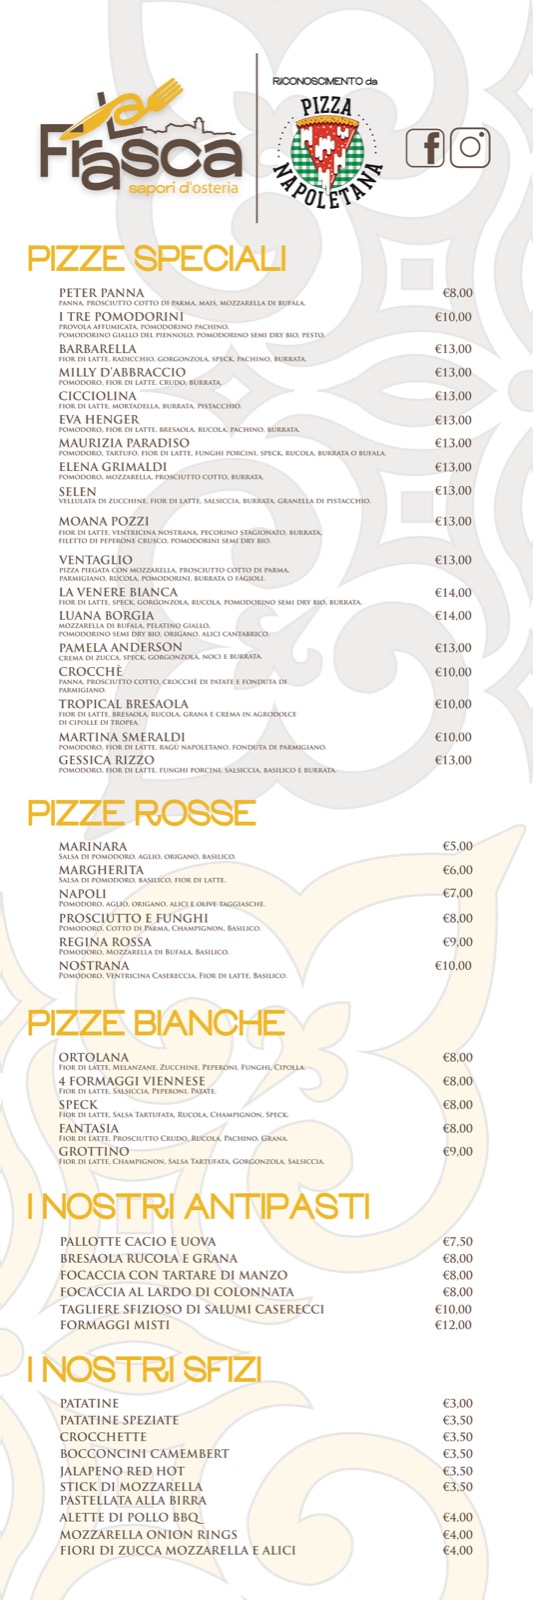 La
Frasca
sapori d'osteria
RICONOSCIMENTO da
PIZZA
NAPOLETANA
PIZZE SPECIALI
PETER PANNA €8,00
PANNA, PROSCIUTTO COTTO DI PARMA, MAIS, MOZZARELLA DI BUFALA.
I TRE POMODORINI €10,00
PROVOLA AFFUMICATA, POMODORINO PACHINO,
POMODORINO GIALLO DEL PIENNOLO, POMODORINO SEMI DRY BIO, PESTO.
BARBARELLA €13.00
FIOR DI LATTE, RADICCHIO, GORGONZOLA, SPECK, PACHINO, BURRATA.
MILLY D'ABBRACCIO €13.00
POMODORO, FIOR DI LATTE, CRUDO, BURRATA.
CICCIOLINA €13.00
FIOR DI LATTE, MORTADELLA, BURRATA, PISTACCHIO.
EVA HENGER €13.00
POMODORO, FIOR DI LATTE, BRESAOLA, RUCOLA, PACHINO, BURRATA.
MAURIZIA PARADISO €13.00
POMODORO, TARTUFO, FIOR DI LATTE, FUNGHI PORCINI, SPECK, RUCOLA, BURRATA O BUFALA.
ELENA GRIMALDI €13.00
POMODORO, MOZZARELLA, PROSCIUTTO COTTO, BURRATA.
SELEN €13.00
VELLULATA DI ZUCCHINE, FIOR DI LATTE, SALSICCIA, BURRATA, GRANELLA DI PISTACCHIO.
MOANA POZZI €13.00
FIOR DI LATTE, VENTRICINA NOSTRANA, PECORINO STAGIONATO, BURRATA,
FILETTO DI PEPERONE CRUSCO, POMODORINI SEMI DRY BIO.
VENTAGLIO €13.00
PIZZA PIEGATA CON MOZZARELLA, PROSCIUTTO COTTO DI PARMA,
PARMIGIANO, RUCOLA, POMODORINI, BURRATA O FAGIOLI.
LA VENERE BIANCA €14.00
FIOR DI LATTE, SPECK, GORGONZOLA, RUCOLA, POMODORINO SEMI DRY BIO, BURRATA.
LUANA BORGIA €14.00
MOZZARELLA DI BUFALA, PELATINO GIALLO,
POMODORINO SEMI DRY BIO, ORIGANO, ALICI CANTABRICO.
PAMELA ANDERSON €13.00
CREMA DI ZUCCA, SPECK, GORGONZOLA, NOCI E BURRATA.
CROCCHÈ €10.00
PANNA, PROSCIUTTO COTTO, CROCCHÈ DI PATATE E FONDUTA DI
PARMIGIANO.
TROPICAL BRESAOLA €10,00
FIOR DI LATTE, BRESAOLA, RUCOLA, GRANA E CREMA IN AGRODOLCE
DI CIPOLLE DI TROPEA.
MARTINA SMERALDI €10.00
POMODORO, FIOR DI LATTE, RAGÙ NAPOLETANO, FONDUTA DI PARMIGIANO.
GESSICA RIZZO €13.00
POMODORO, FIOR DI LATTE, FUNGHI PORCINI, SALSICCIA, BASILICO E BURRATA.
PIZZE ROSSE
MARINARA €5,00
SALSA DI POMODORO, AGLIO, ORIGANO, BASILICO.
MARGHERITA €6,00
SALSA DI POMODORO, BASILICO, FIOR DI LATTE.
NAPOLI €7,00
POMODORO, AGLIO, ORIGANO, ALICI E OLIVE TAGGIASCHE.
PROSCIUTTO E FUNGHI €8,00
POMODORO, COTTO DI PARMA, CHAMPIGNON, BASILICO.
REGINA ROSSA €9,00
POMODORO, MOZZARELLA DI BUFALA, BASILICO.
NOSTRANA €10.00
POMODORO, VENTRICINA CASERECCIA, FIOR DI LATTE, BASILICO.
PIZZE BIANCHE
ORTOLANA €8.00
FIOR DI LATTE, MELANZANE, ZUCCHINE, PEPERONI, FUNGHI, CIPOLLA.
4 FORMAGGI VIENNESE €8.00
FIOR DI LATTE, SALSICCIA, PEPERONI, PATATE.
SPECK €8.00
FIOR DI LATTE, SALSA TARTUFATA, RUCOLA, CHAMPIGNON, SPECK.
FANTASIA €8.00
FIOR DI LATTE, PROSCIUTTO CRUDO, RUCOLA, PACHINO, GRANA.
GROTTINO €9,00
FIOR DI LATTE, CHAMPIGNON, SALSA TARTUFATA, GORGONZOLA, SALSICCIA.
I NOSTRI ANTIPASTI
PALLOTTE CACIO E UOVA €7,50
BRESAOLA RUCOLA E GRANA €8.00
FOCACCIA CON TARTARE DI MANZO €8.00
FOCACCIA AL LARDO DI COLONNATA €8.00
TAGLIERE SFIZIOSO DI SALUMI CASERECCI €10.00
FORMAGGI MISTI €12,00
I NOSTRI SFIZI
PATATINE €3,00
PATATINE SPEZIATE €3,50
CROCCHETTE €3,50
BOCCONCINI CAMEMBERT €3,50
JALAPENO RED HOT €3,50
STICK DI MOZZARELLA €3,50
PASTELLATA ALLA BIRRA
ALETTE DI POLLO BBQ €4,00
MOZZARELLA ONION RINGS €4,00
FIORI DI ZUCCA MOZZARELLA E ALICI €4,00